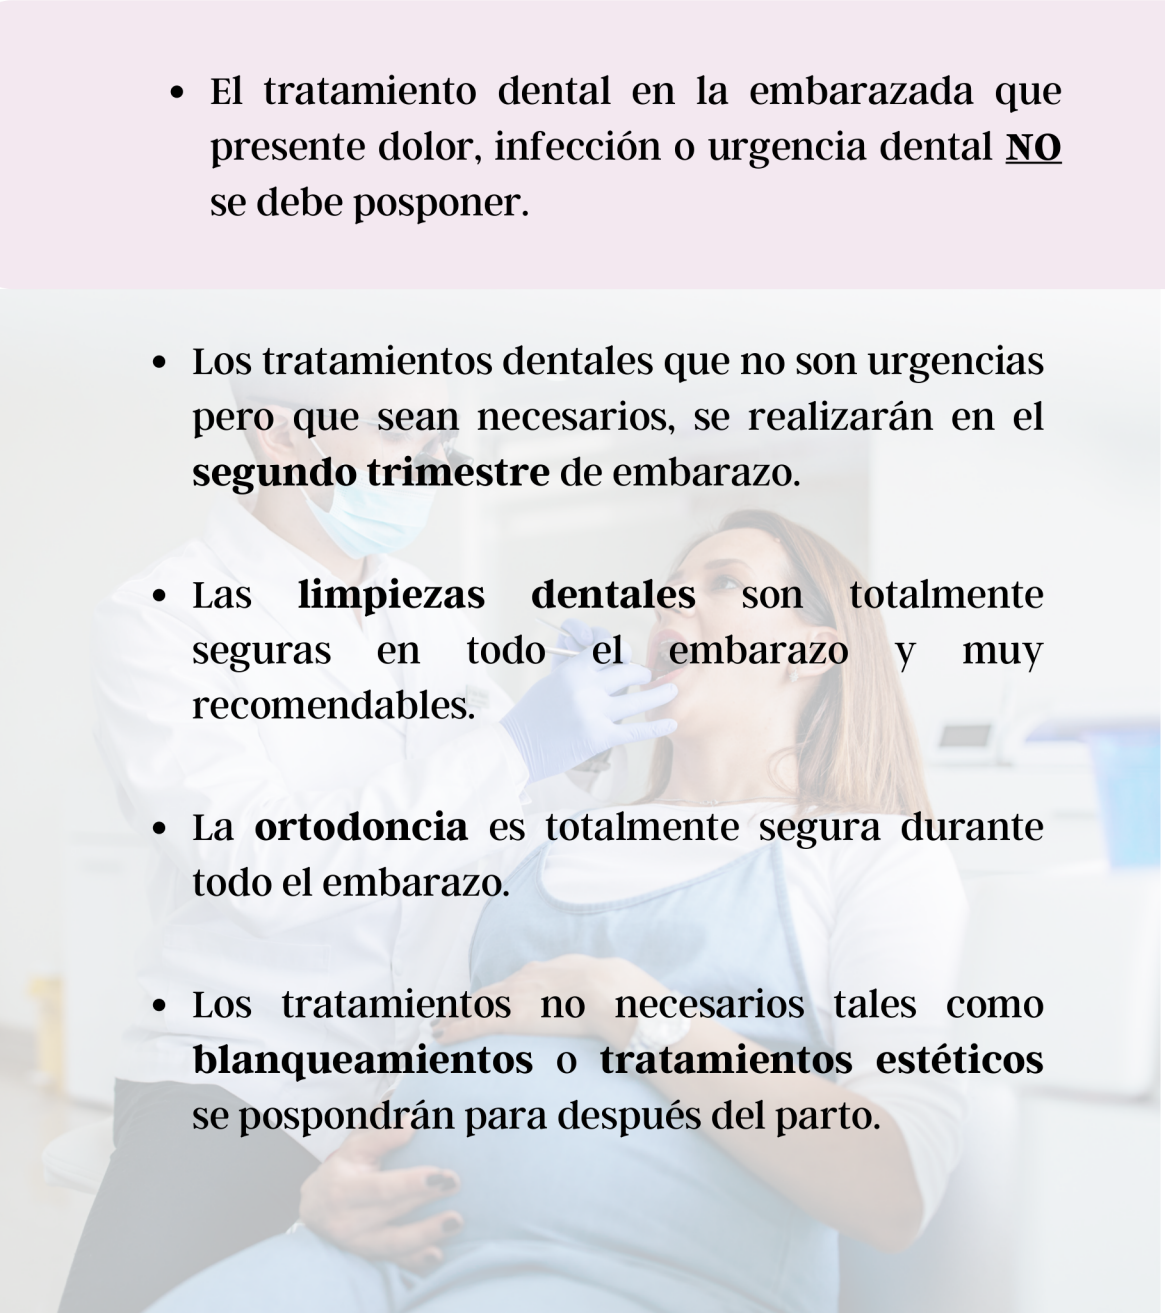 • El tratamiento dental en la embarazada que
presente dolor, infección o urgencia dental NO
se debe posponer.
• Los tratamientos dentales que no son urgencias
pero que sean necesarios, se realizarán en el
segundo trimestre de embarazo.
• Las limpiezas dentales son totalmente
seguras en todo el embarazo y muy
recomendables.
• La ortodoncia es totalmente segura durante
todo el embarazo.
• Los tratamientos no necesarios tales como
blanqueamientos o tratamientos estéticos
se pospondrán para después del parto.